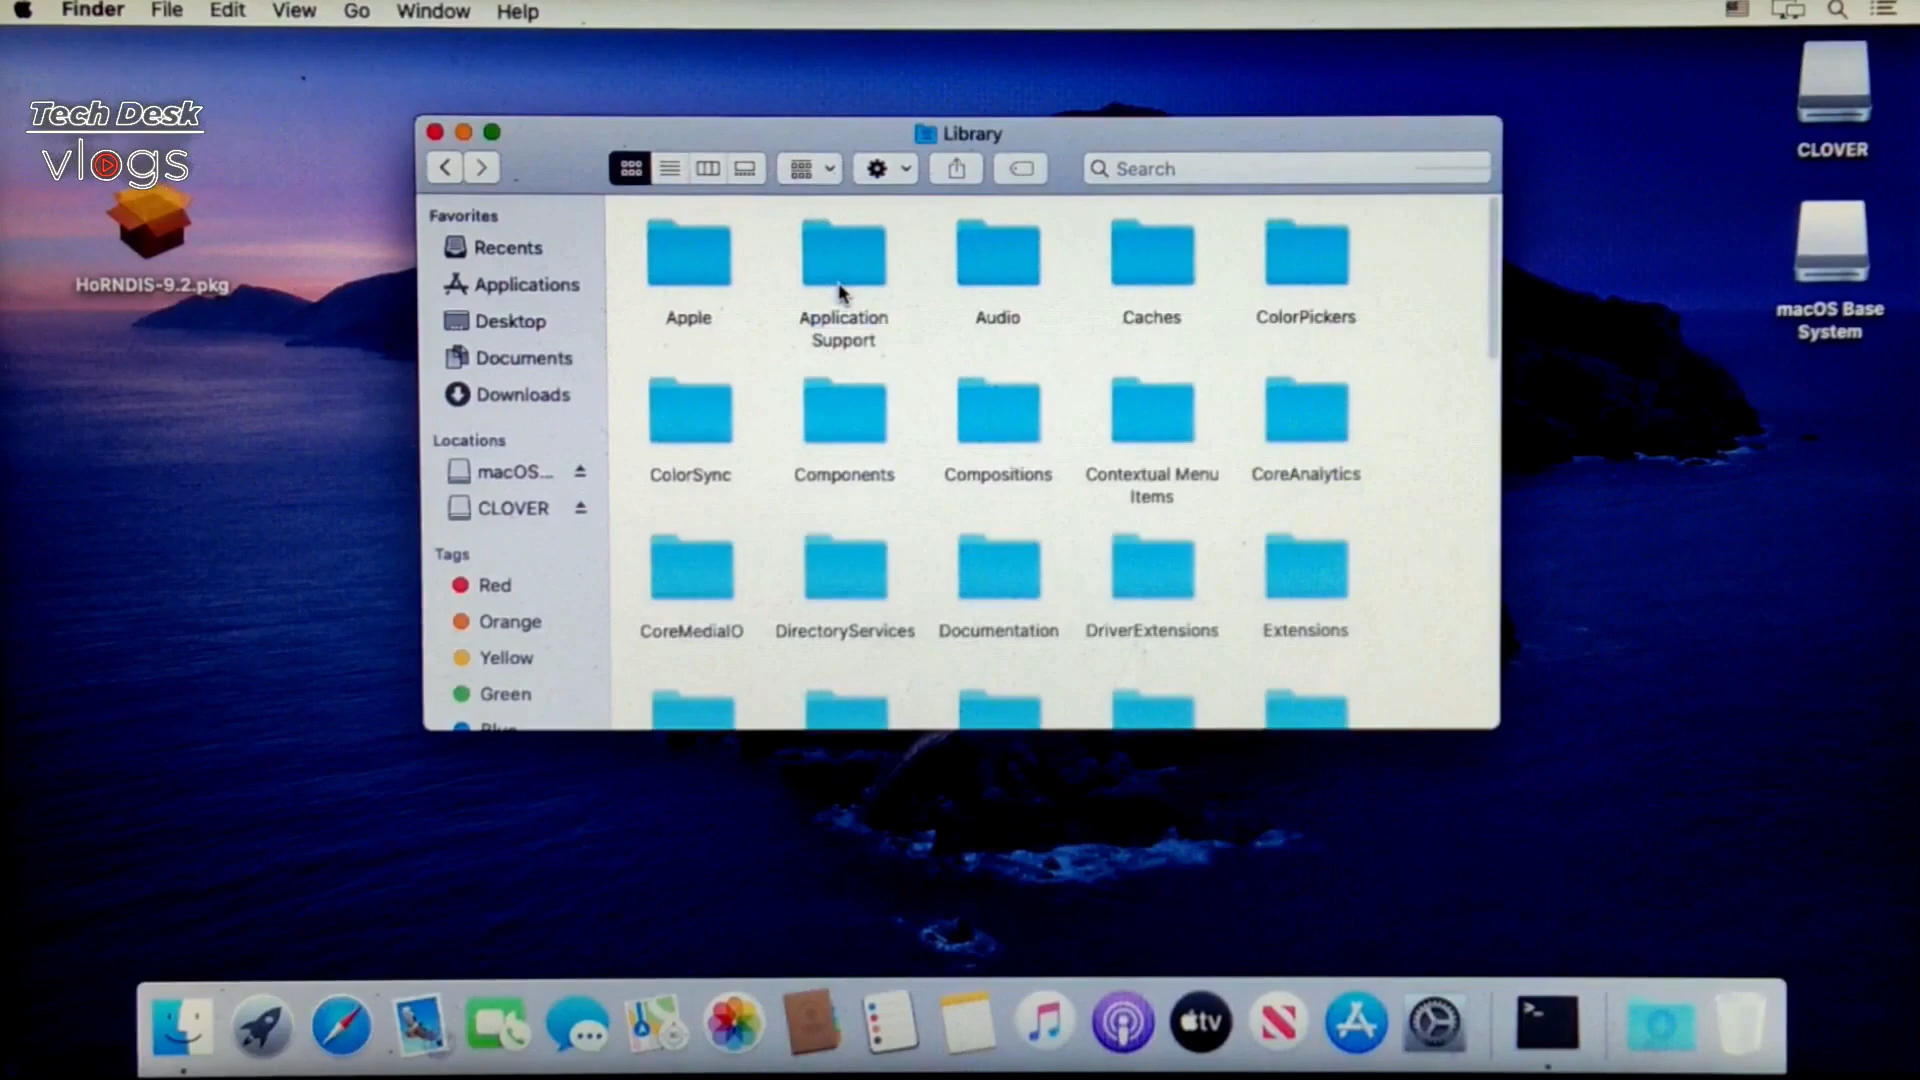 Finder File Edit View Go Window Help
Tech Desk
vlogs
HoRNDIS-9.2.pkg
CLOVER
macOS Base
System
Library
Search
Favorites
Recents
Applications
Desktop
Documents
Downloads
Locations
macOS...
CLOVER
Tags
Red
Orange
Yellow
Green
Blue
Apple
Application
Support
Audio
Caches
ColorPickers
ColorSync
Components
Compositions
Contextual Menu
Items
CoreAnalytics
CoreMediaIO
DirectoryServices
Documentation
DriverExtensions
Extensions
tv